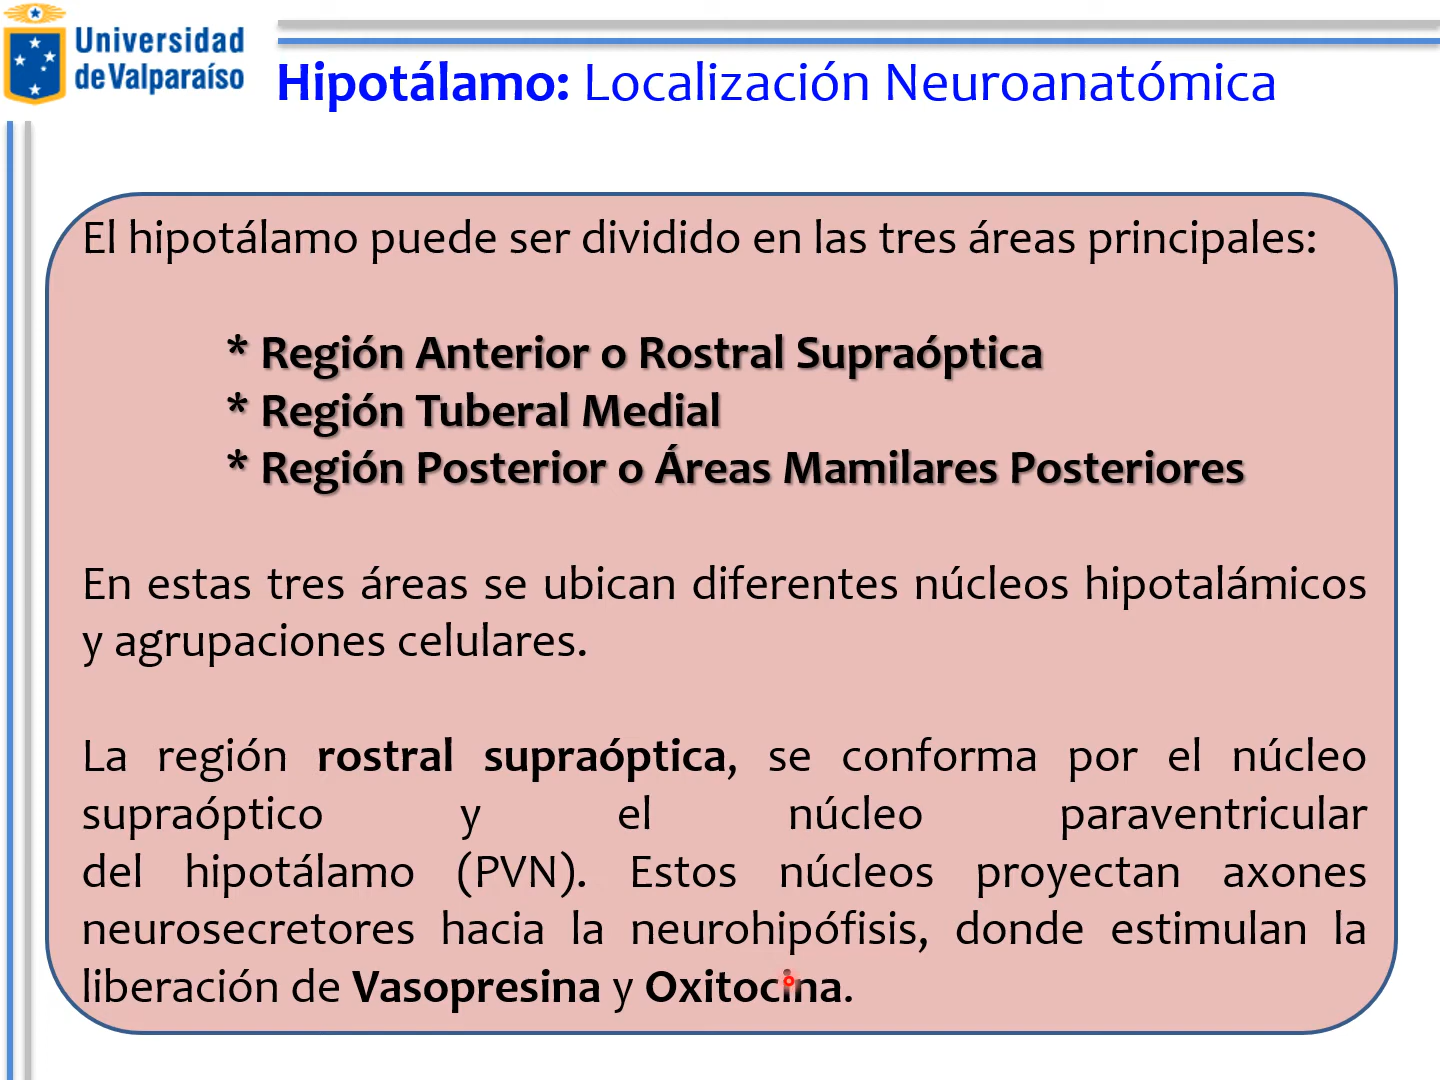 Universidad
de Valparaíso
Hipotálamo: Localización Neuroanatómica
El hipotálamo puede ser dividido en las tres áreas principales:
* Región Anterior o Rostral Supraóptica
* Región Tuberal Medial
* Región Posterior o Áreas Mamilares Posteriores
En estas tres áreas se ubican diferentes núcleos hipotalámicos
y agrupaciones celulares.
La región rostral supraóptica, se conforma por el núcleo
supraóptico y el núcleo paraventricular
del hipotálamo (PVN). Estos núcleos proyectan axones
neurosecretores hacia la neurohipófisis, donde estimulan la
liberación de Vasopresina y Oxitocina.